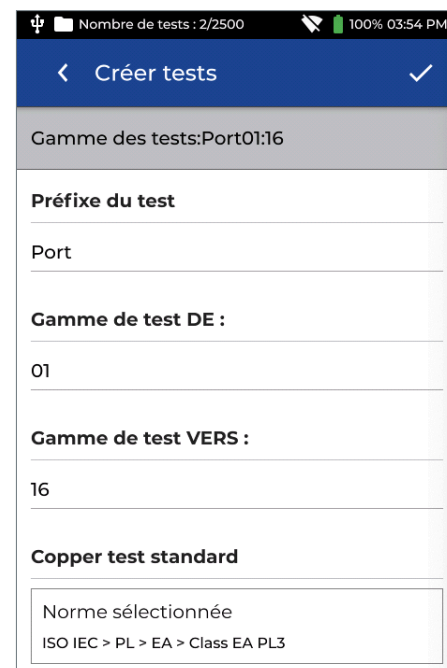 Nombre de tests : 2/2500 100% 03:54 PM
Créer tests
Gamme des tests:Port01:16
Préfixe du test
Port
Gamme de test DE :
01
Gamme de test VERS :
16
Copper test standard
Norme sélectionnée
ISO IEC > PL > EA > Class EA PL3